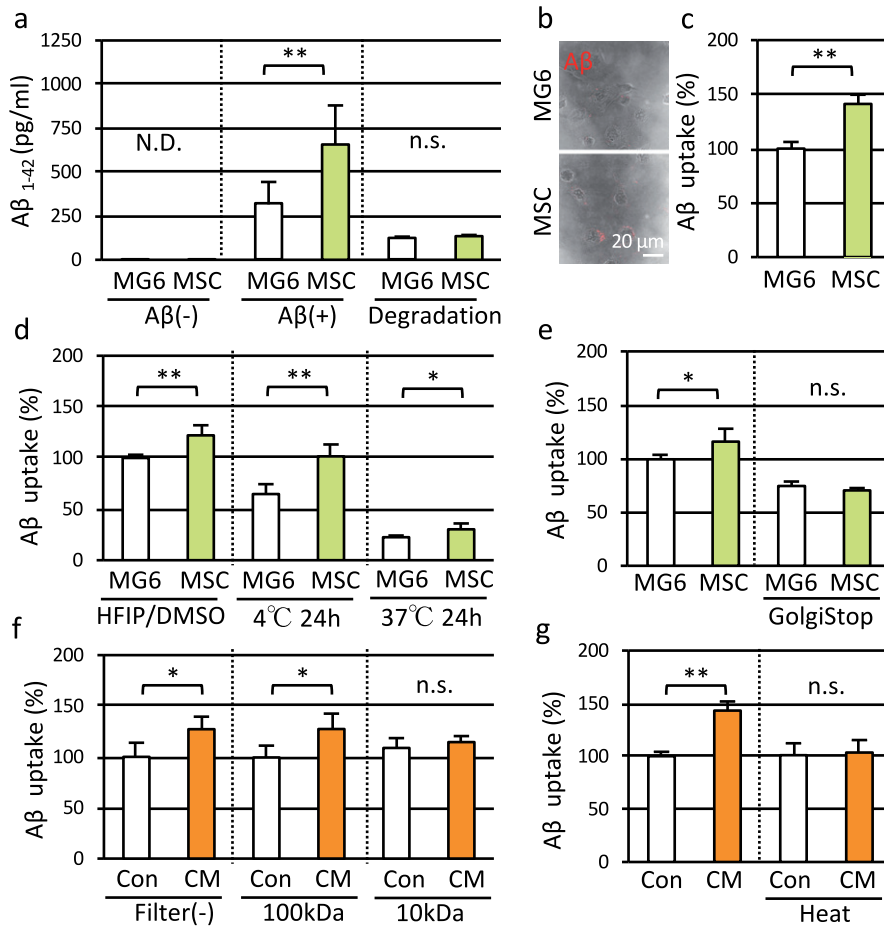 a
Aβ 1-42 (pg/ml)
1250
1000
750
500
250
0
N.D.
**
n.s.
MG6 MSC MG6 MSC MG6 MSC
Aβ(-) Aβ(+) Degradation
b
MG6
MSC
Aβ
20 μm
c
Aβ uptake (%)
200
150
100
50
0
**
MG6 MSC
d
Aβ uptake (%)
200
150
100
50
0
** ** *
MG6 MSC MG6 MSC MG6 MSC
HFIP/DMSO 4℃ 24h 37℃ 24h
e
Aβ uptake (%)
200
150
100
50
0
* n.s.
MG6 MSC MG6 MSC
GolgiStop
f
Aβ uptake (%)
200
150
100
50
0
* * n.s.
Con CM Con CM Con CM
Filter(-) 100kDa 10kDa
g
Aβ uptake (%)
200
150
100
50
0
** n.s.
Con CM Con CM
Heat